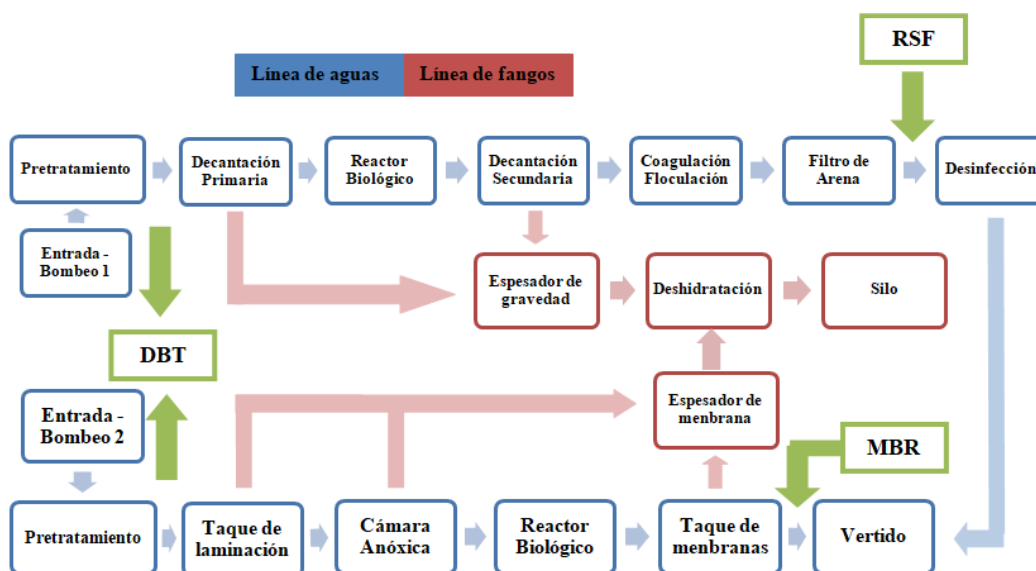 RSF
Línea de aguas
Línea de fangos
Pretratamiento
Decantación
Primaria
Reactor
Biológico
Decantación
Secundaria
Coagulación
Floculación
Filtro de
Arena
Desinfección
Entrada -
Bombeo 1
Espesador de
gravedad
Deshidratación
Silo
DBT
Entrada -
Bombeo 2
Espesador de
menbrana
MBR
Pretratamiento
Taque de
laminación
Cámara
Anóxica
Reactor
Biológico
Taque de
menbranas
Vertido